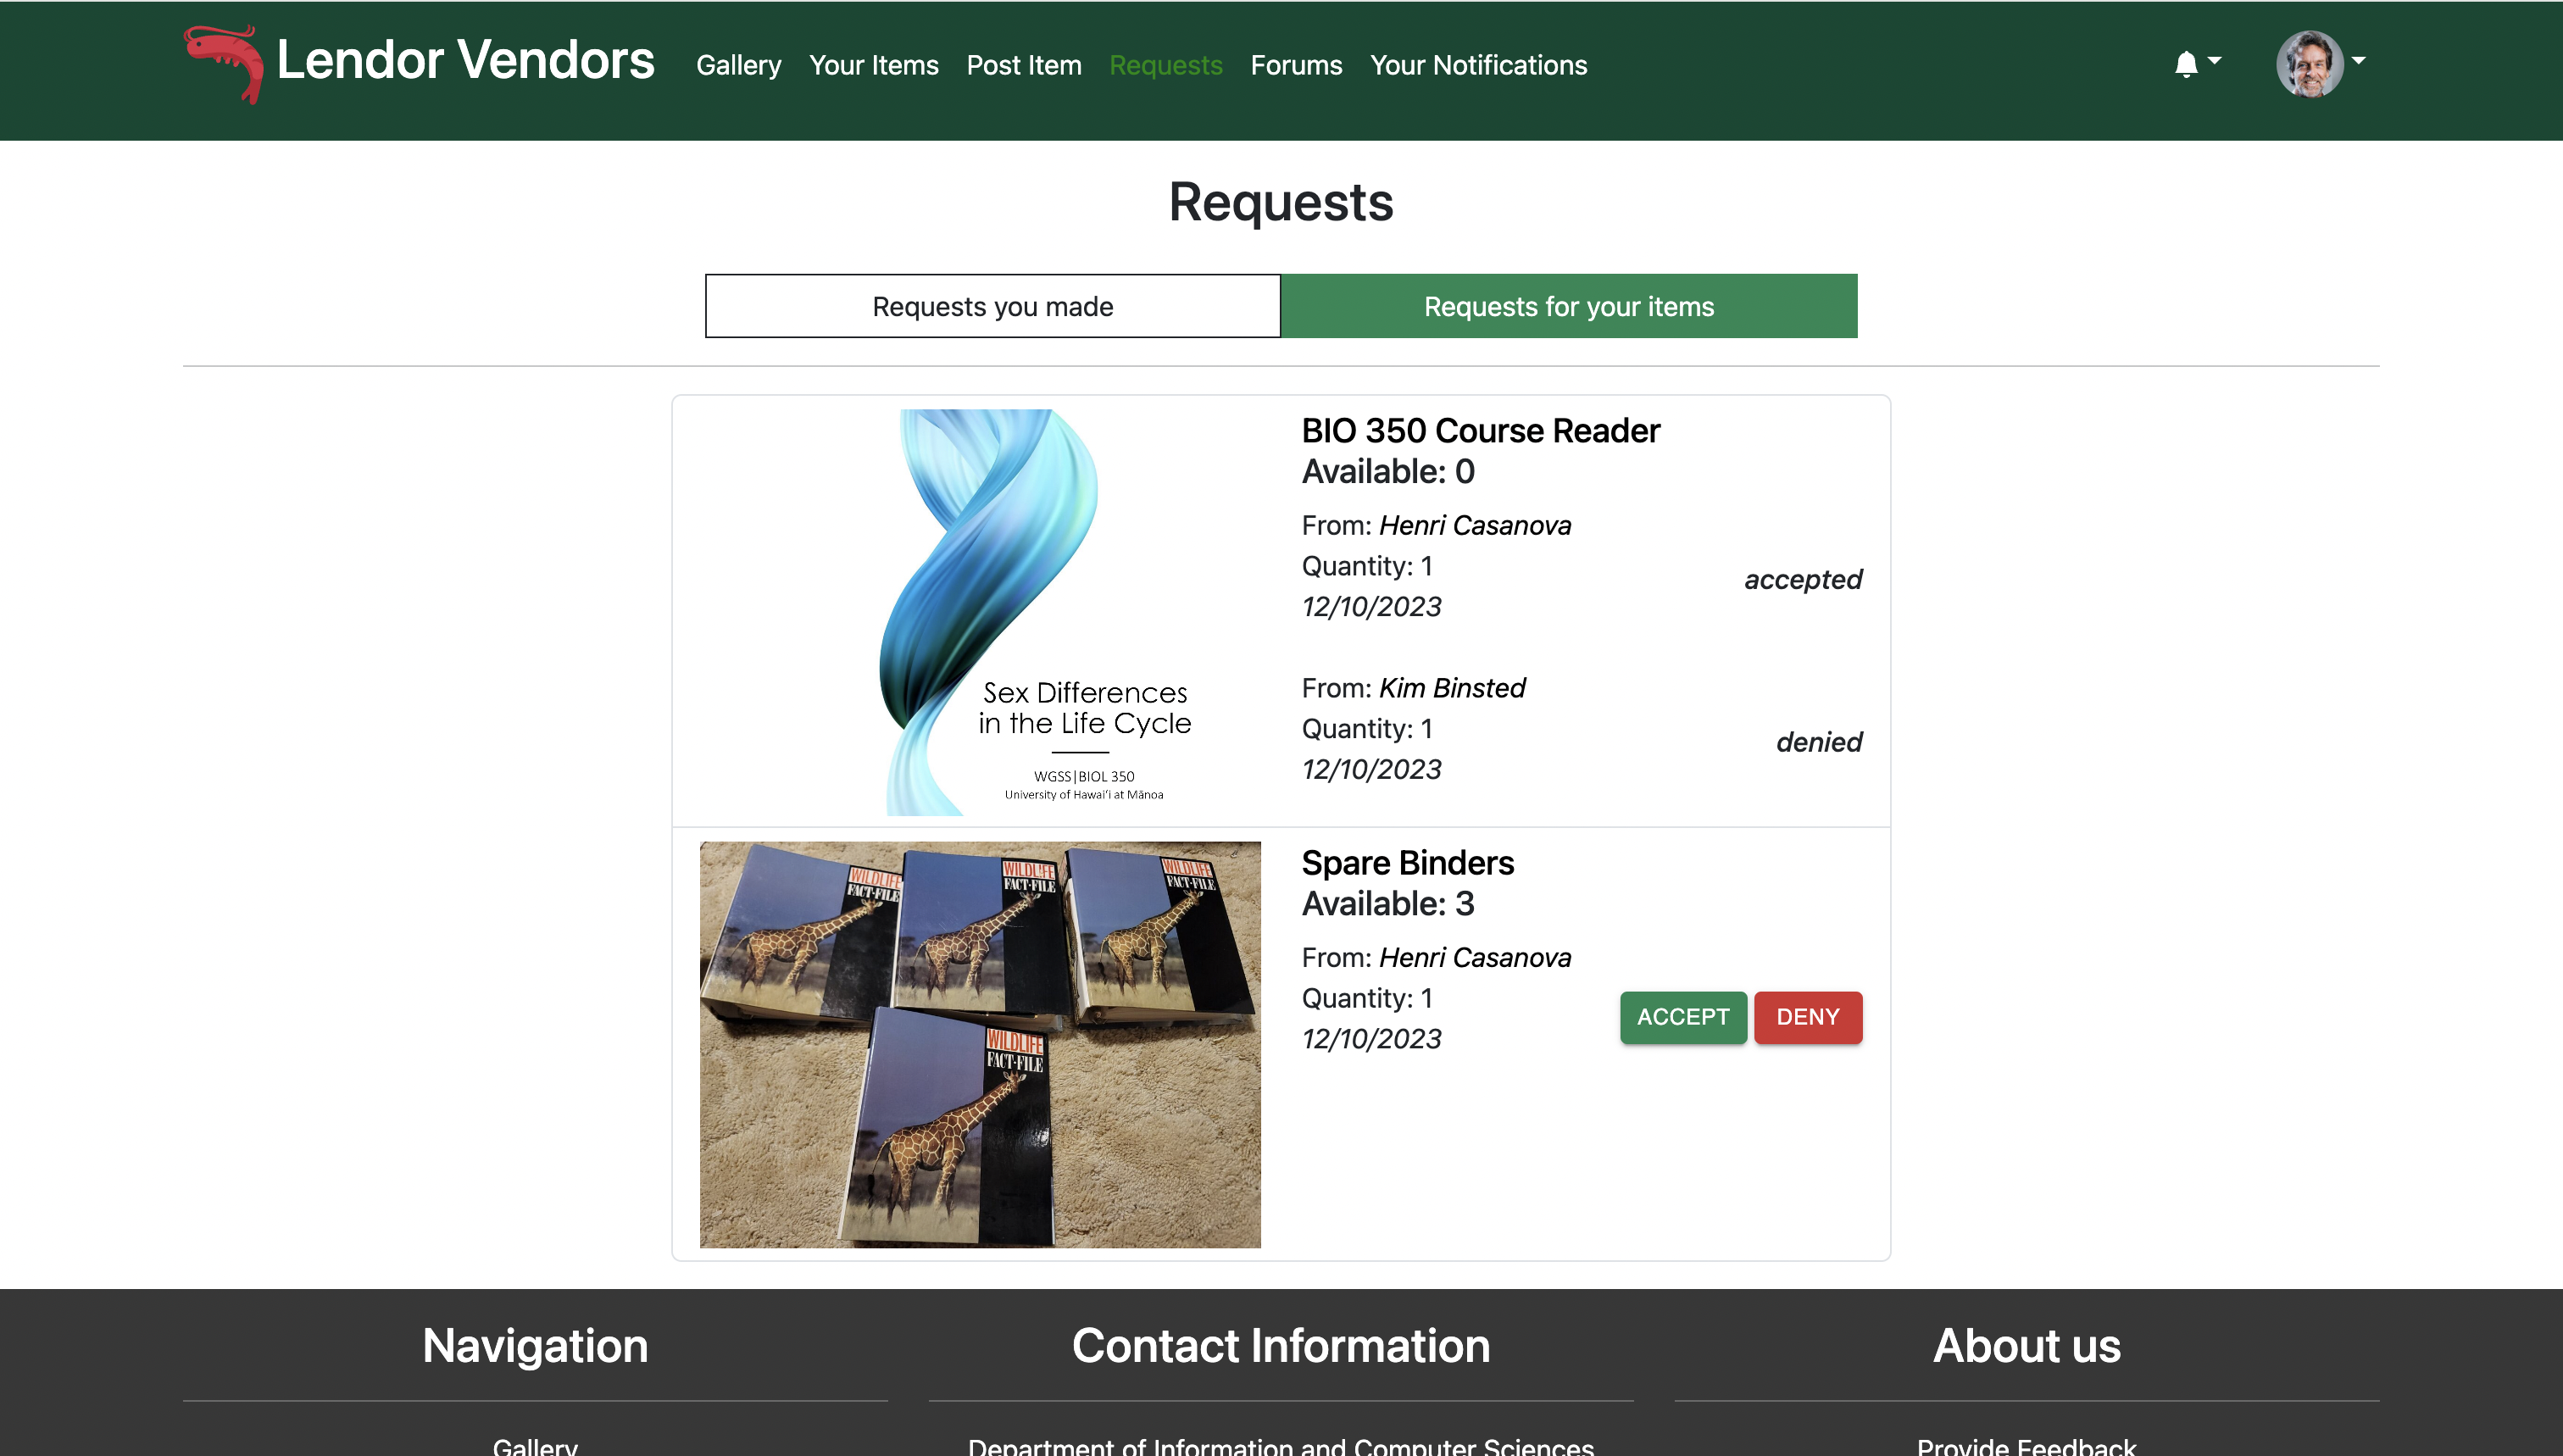 Lendor Vendors
Gallery
Your Items
Post Item
Requests
Forums
Your Notifications
Requests
Requests you made
Requests for your items
Sex Differences
in the Life Cycle
WGSS|BIOL 350
University of Hawaiʻi at Mānoa
BIO 350 Course Reader
Available: 0
From: Henri Casanova
Quantity: 1
12/10/2023
accepted
From: Kim Binsted
Quantity: 1
12/10/2023
denied
WILDLIFE
FACT·FILE
WILDLIFE
FACT·FILE
WILDLIFE
FACT·FILE
WILDLIFE
FACT·FILE
Spare Binders
Available: 3
From: Henri Casanova
Quantity: 1
12/10/2023
ACCEPT
DENY
Navigation
Contact Information
About us
Gallery
Department of Information and Computer Sciences
Provide Feedback